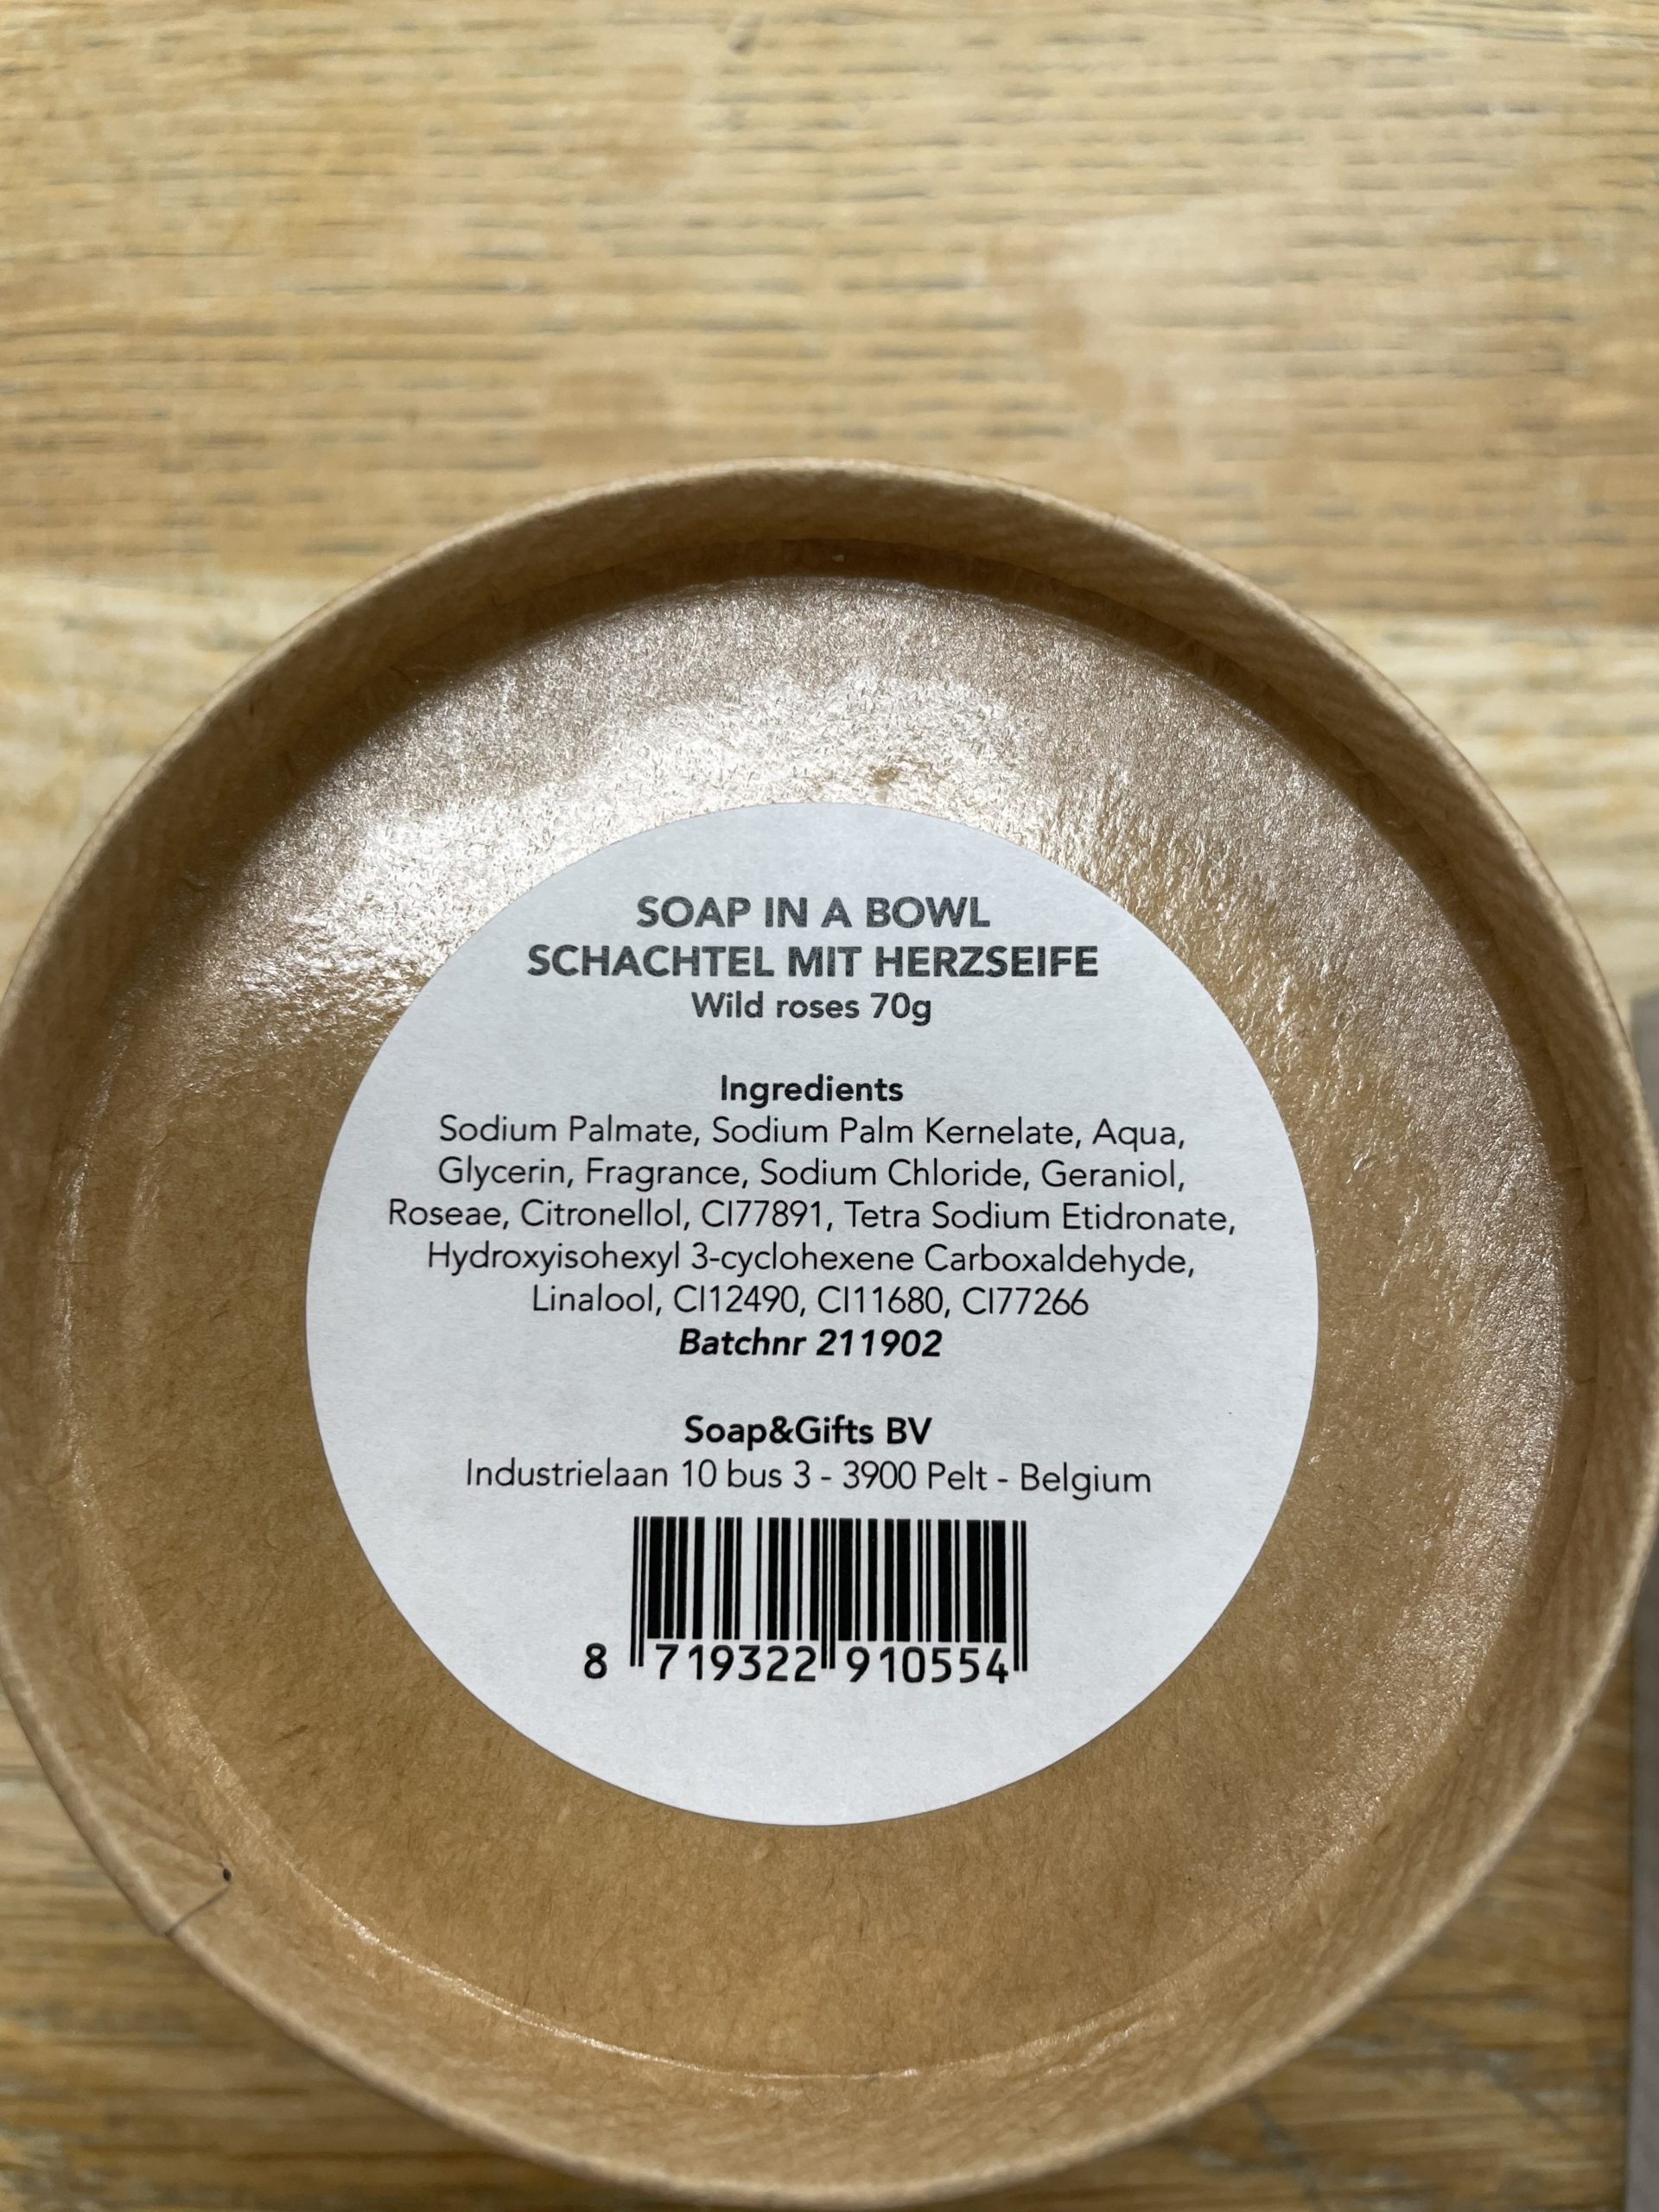 SOAP IN A BOWL
SCHACHTEL MIT HERZSEIFE
Wild roses 70g
Ingredients
Sodium Palmate, Sodium Palm Kernelate, Aqua,
Glycerin, Fragrance, Sodium Chloride, Geraniol,
Roseae, Citronellol, CI77891, Tetra Sodium Etidronate,
Hydroxyisohexyl 3-cyclohexene Carboxaldehyde,
Linalool, CI12490, CI11680, CI77266
Batchnr 211902
Soap&Gifts BV
Industrielaan 10 bus 3 - 3900 Pelt - Belgium
8 719322 910554